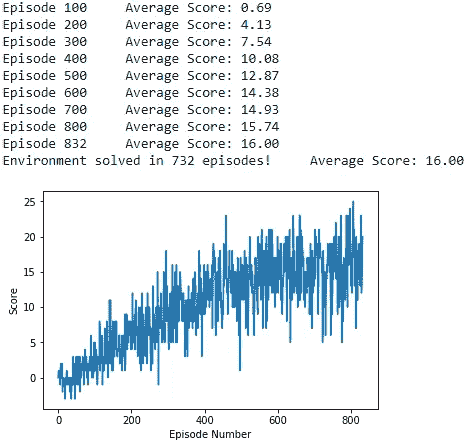 Episode 100 Average Score: 0.69
Episode 200 Average Score: 4.13
Episode 300 Average Score: 7.54
Episode 400 Average Score: 10.08
Episode 500 Average Score: 12.87
Episode 600 Average Score: 14.38
Episode 700 Average Score: 14.93
Episode 800 Average Score: 15.74
Episode 832 Average Score: 16.00
Environment solved in 732 episodes! Average Score: 16.00
25
20
15
10
5
0
Score
0 200 400 600 800
Episode Number